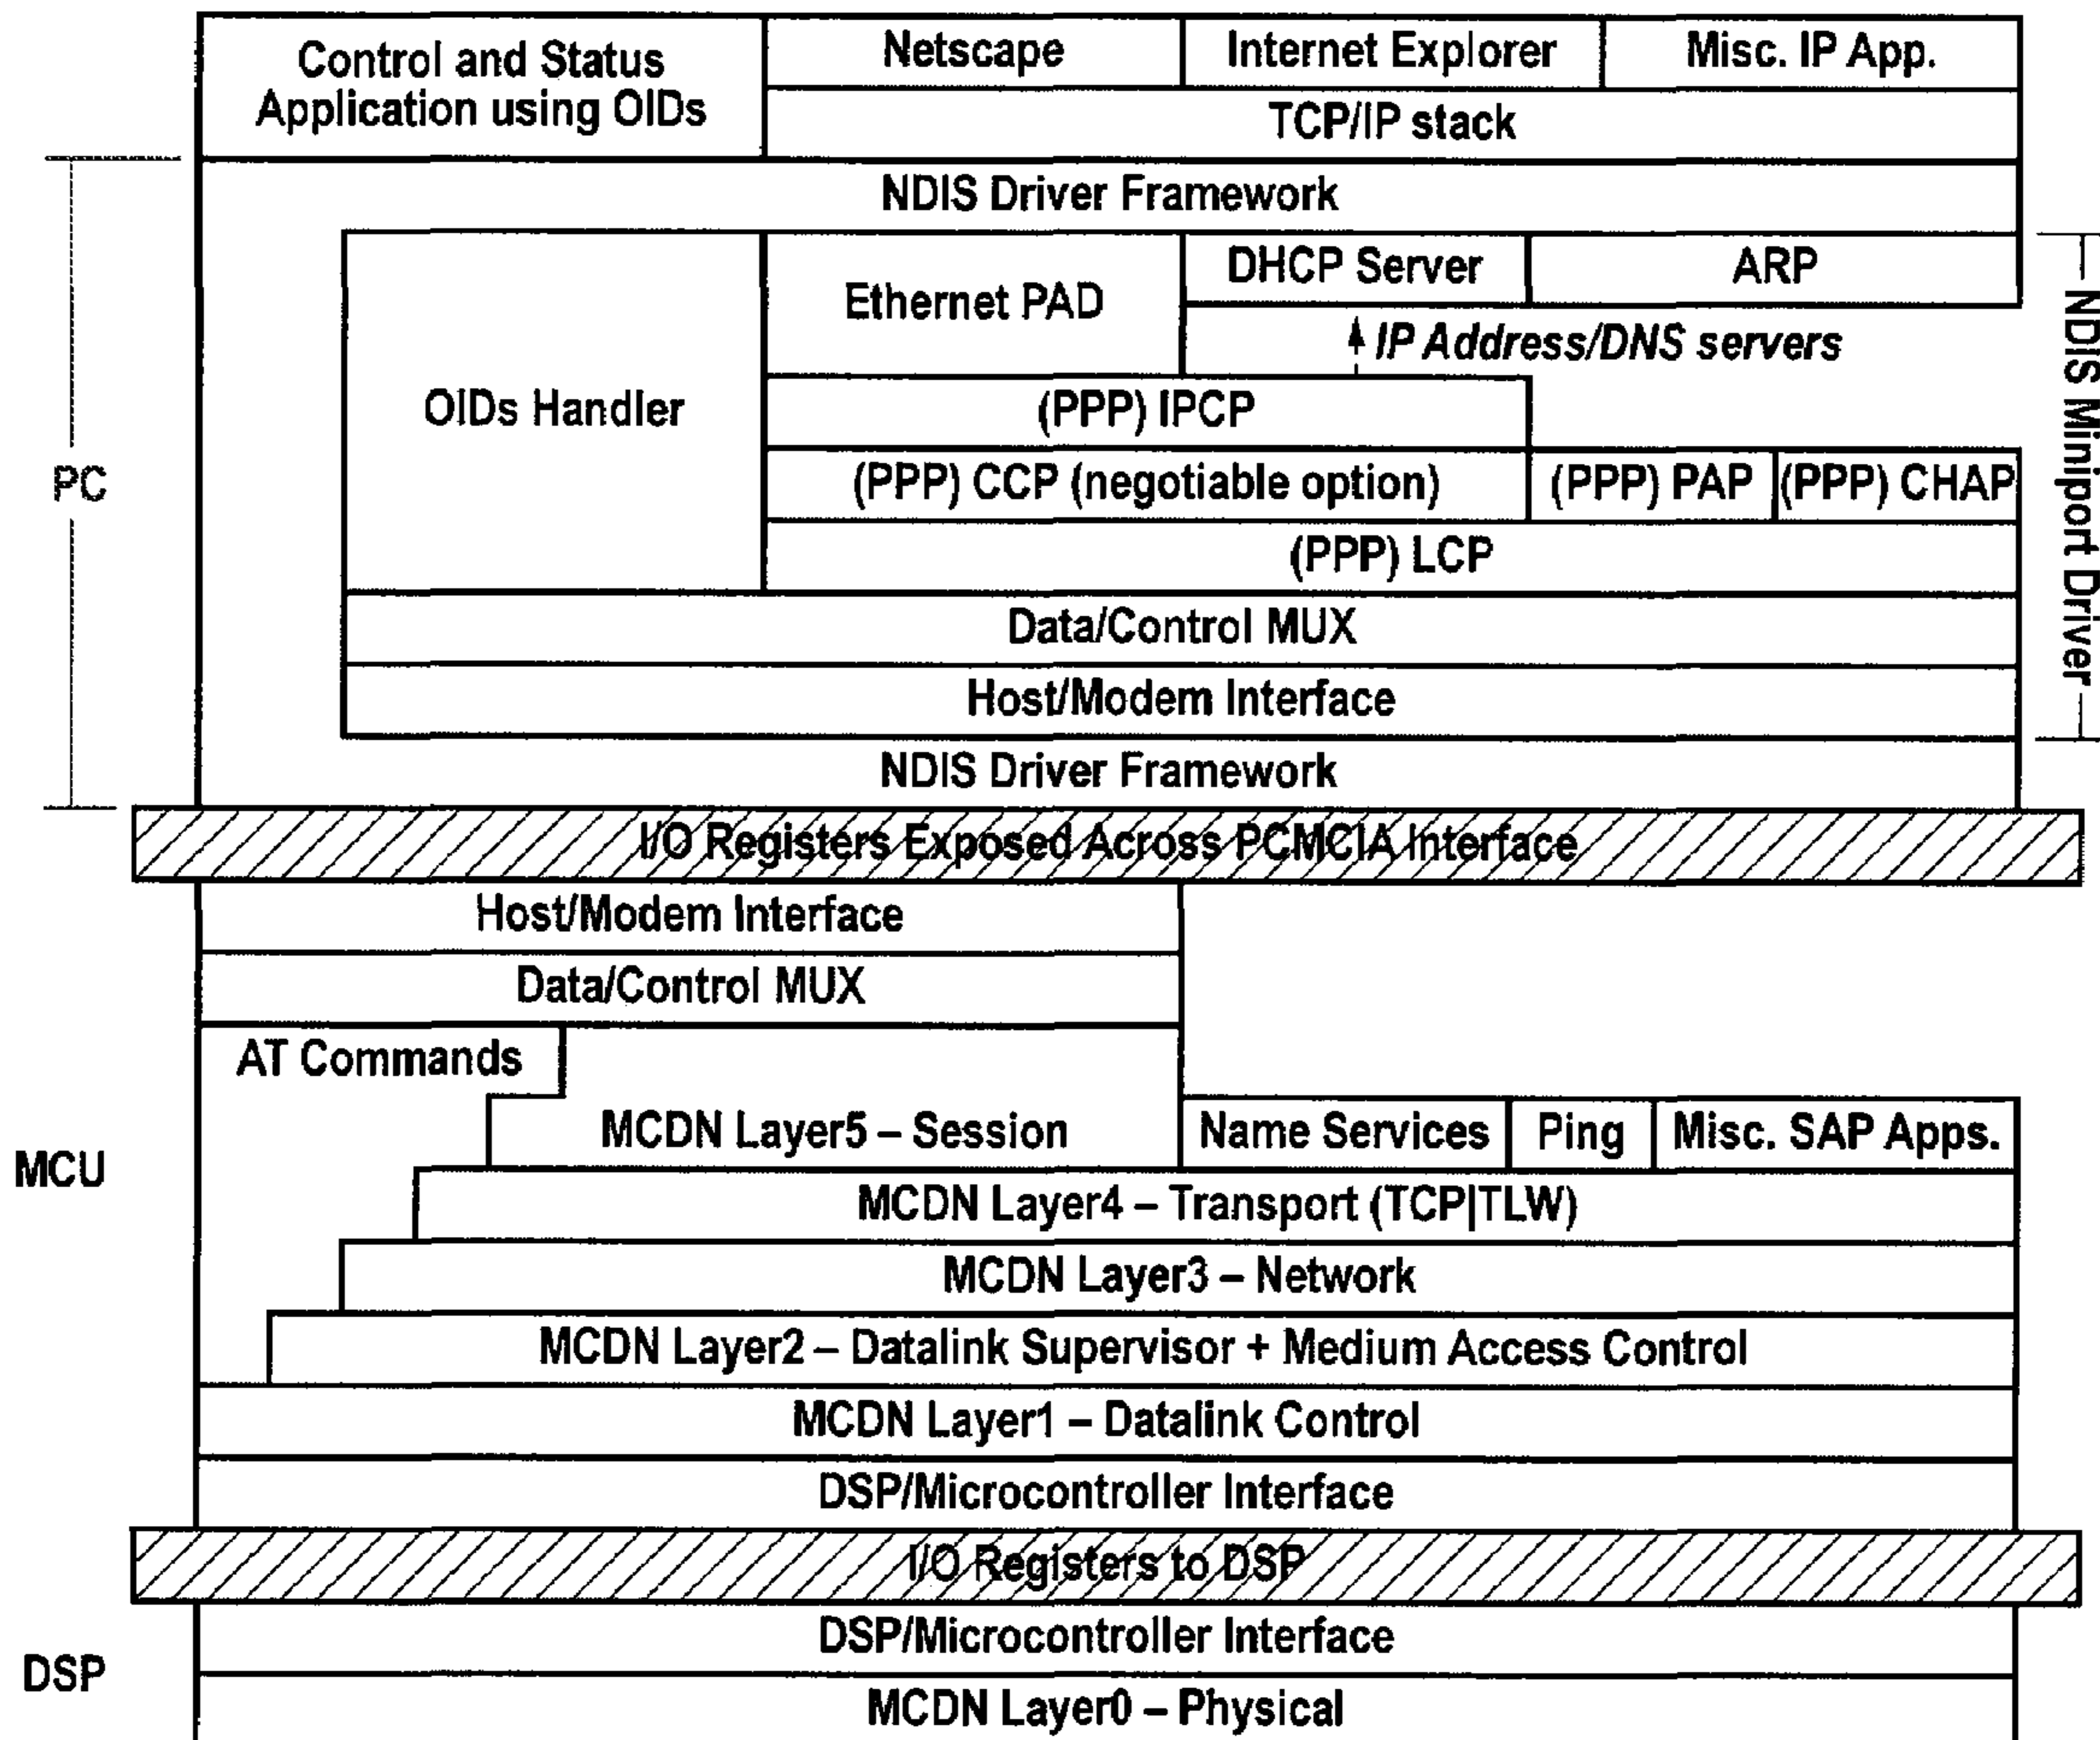 Control and Status
Application using OIDs
Netscape
Internet Explorer
Misc. IP App.
TCP/IP stack
NDIS Driver Framework
OIDs Handler
Ethernet PAD
DHCP Server
ARP
IP Address/DNS servers
(PPP) IPCP
(PPP) CCP (negotiable option)
(PPP) PAP
(PPP) CHAP
(PPP) LCP
Data/Control MUX
Host/Modem Interface
NDIS Driver Framework
PC
NDIS Miniport Driver
I/O Registers Exposed Across PCMCIA Interface
Host/Modem Interface
Data/Control MUX
AT Commands
MCDN Layer5 – Session
Name Services
Ping
Misc. SAP Apps.
MCU
MCDN Layer4 – Transport (TCP|TLW)
MCDN Layer3 – Network
MCDN Layer2 – Datalink Supervisor + Medium Access Control
MCDN Layer1 – Datalink Control
DSP/Microcontroller Interface
I/O Registers to DSP
DSP/Microcontroller Interface
DSP
MCDN Layer0 – Physical